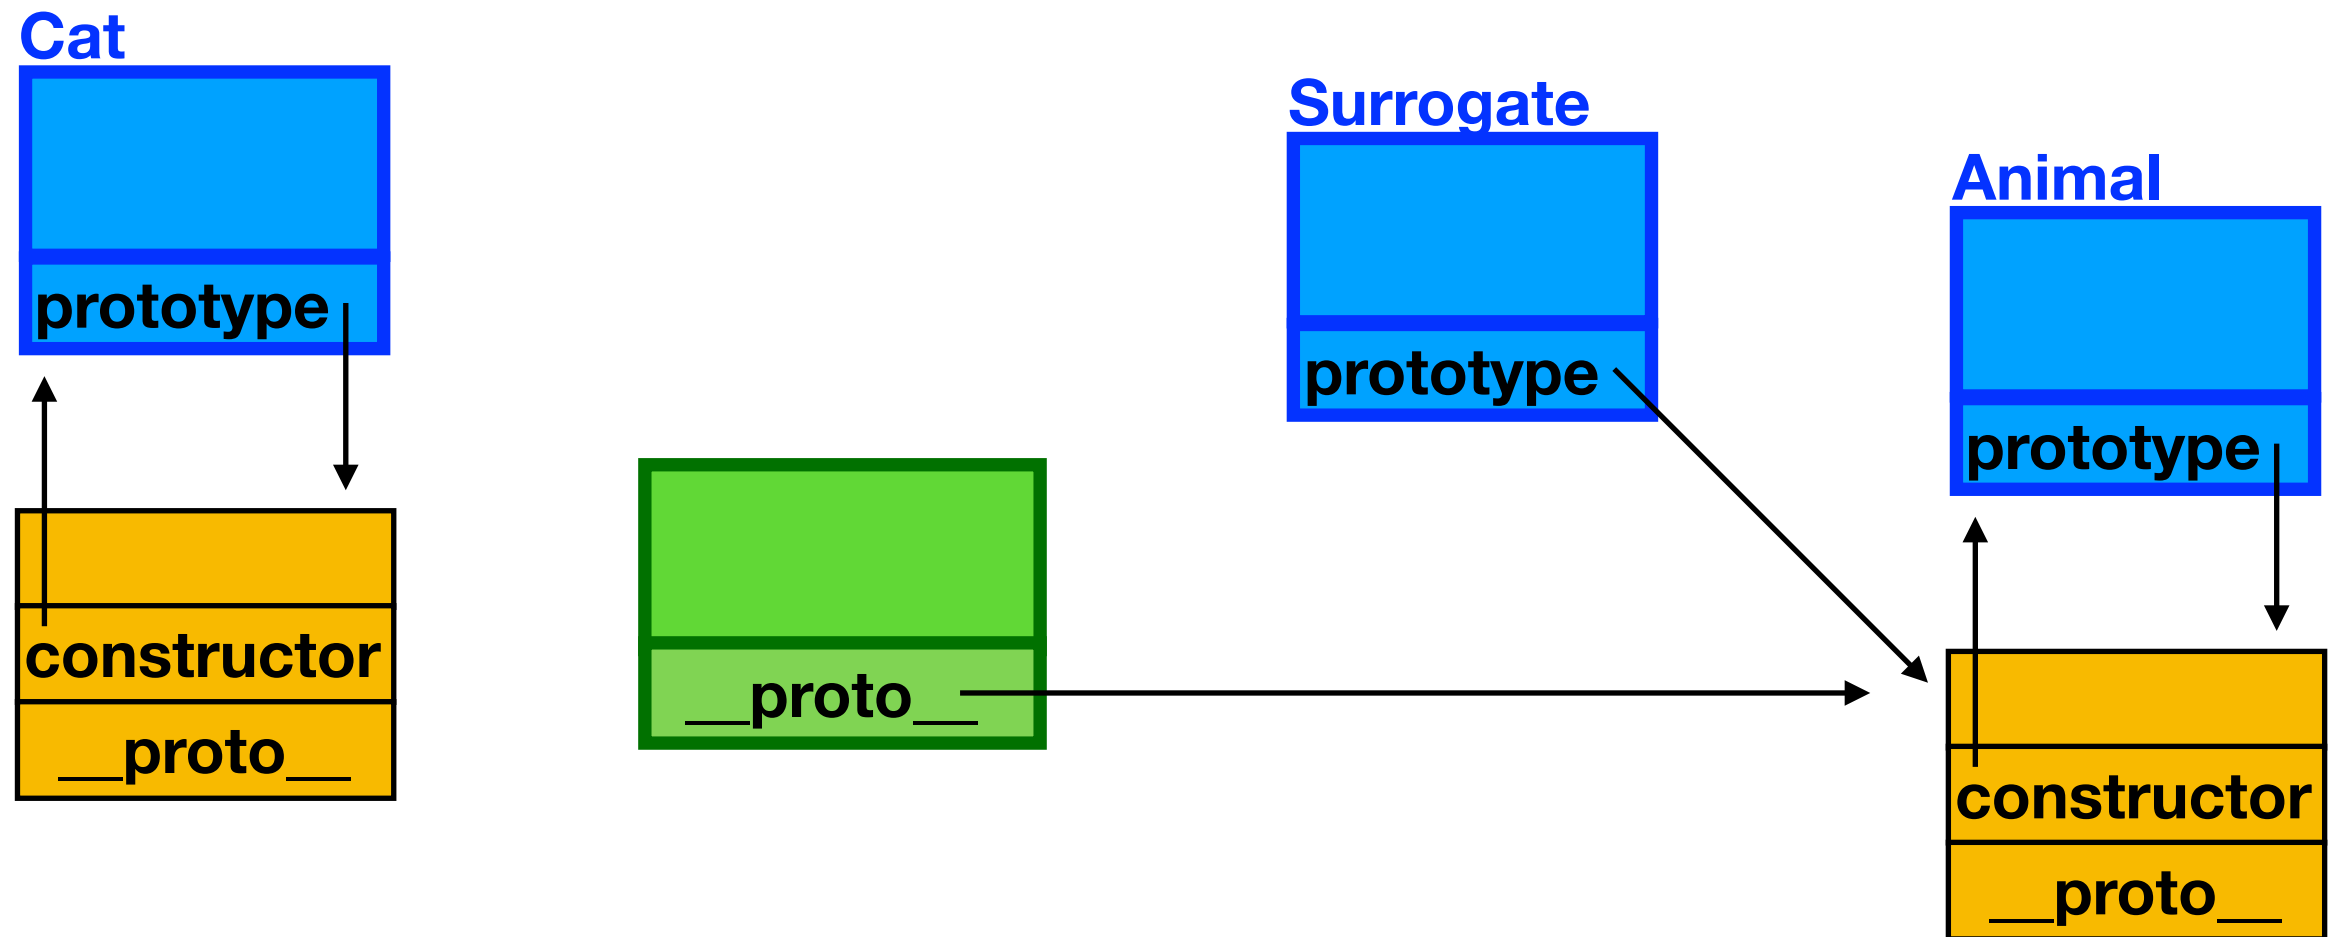 Cat
prototype
constructor
__proto__
__proto__
Surrogate
prototype
Animal
prototype
constructor
__proto__